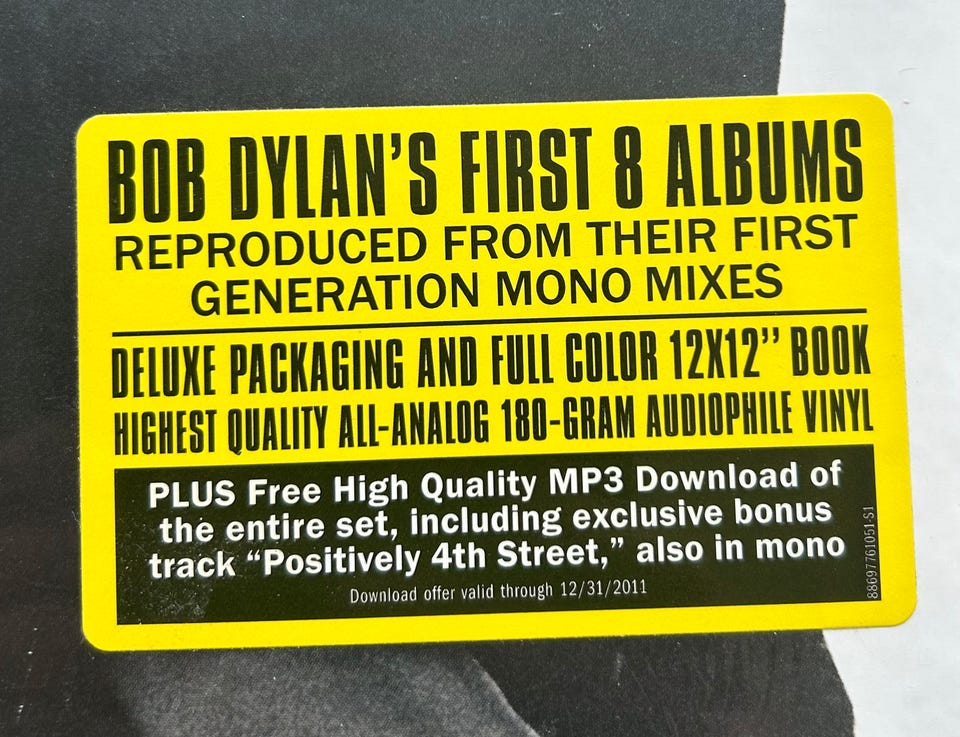 BOB DYLAN'S FIRST 8 ALBUMS
REPRODUCED FROM THEIR FIRST
GENERATION MONO MIXES
DELUXE PACKAGING AND FULL COLOR 12X12” BOOK
HIGHEST QUALITY ALL-ANALOG 180-GRAM AUDIOPHILE VINYL
PLUS Free High Quality MP3 Download of
the entire set, including exclusive bonus
track “Positively 4th Street,” also in mono
Download offer valid through 12/31/2011
88697761051-S1